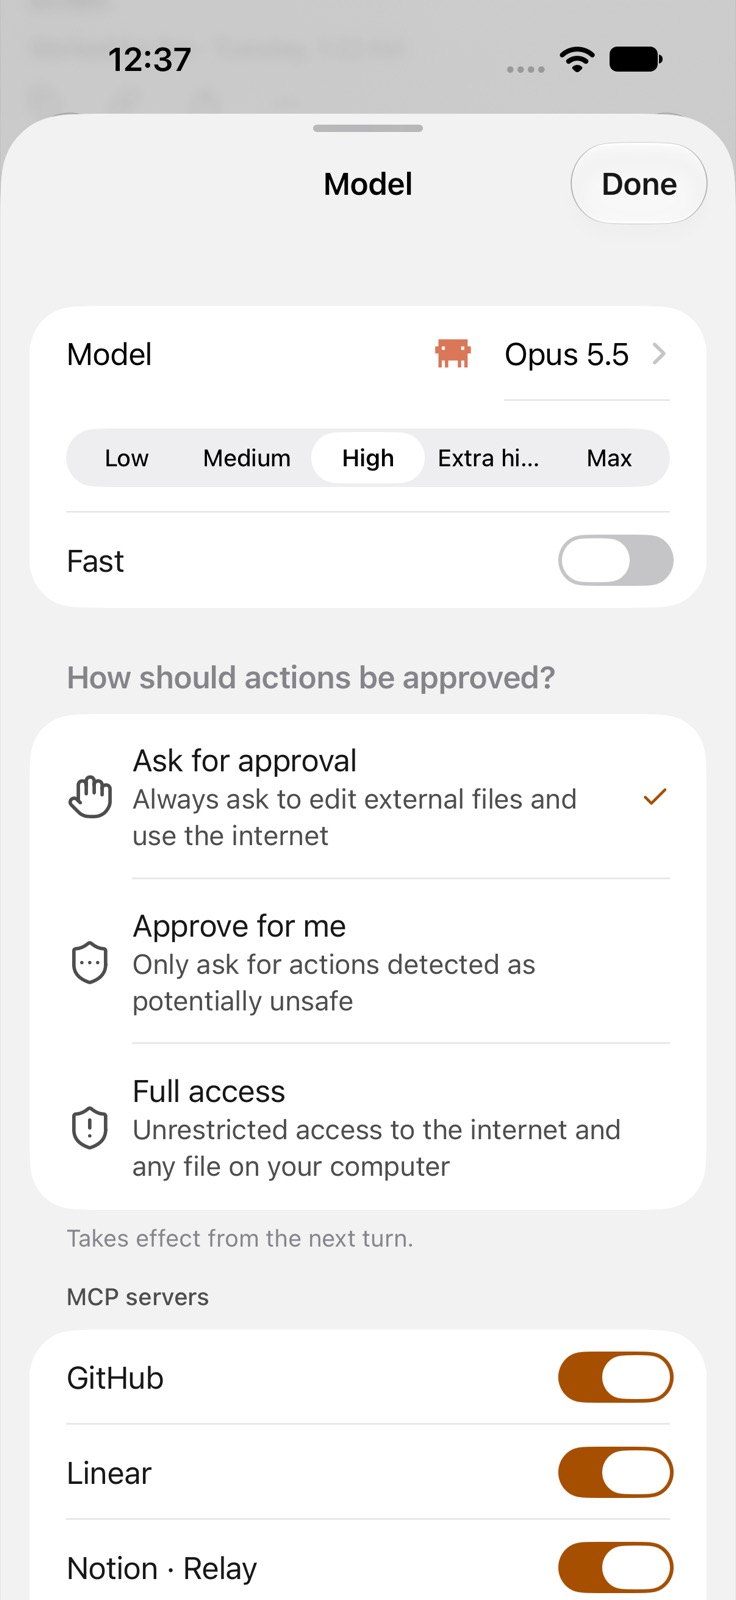 12:37
Model
Done
Model
Opus 5.5
Low
Medium
High
Extra hi...
Max
Fast
How should actions be approved?
Ask for approval
Always ask to edit external files and
use the internet
Approve for me
Only ask for actions detected as
potentially unsafe
Full access
Unrestricted access to the internet and
any file on your computer
Takes effect from the next turn.
MCP servers
GitHub
Linear
Notion · Relay